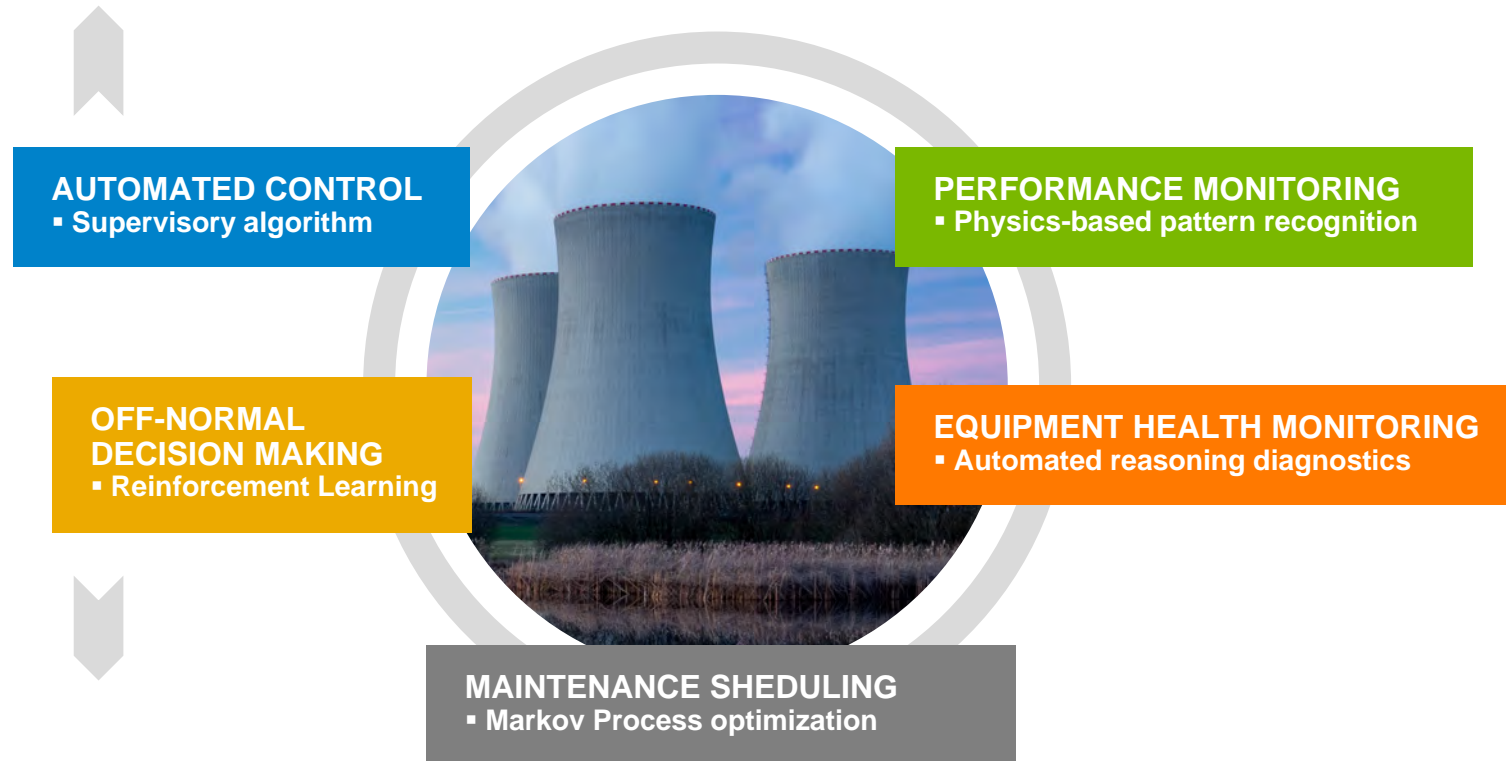 AUTOMATED CONTROL
▪ Supervisory algorithm
PERFORMANCE MONITORING
▪ Physics-based pattern recognition
OFF-NORMAL
DECISION MAKING
▪ Reinforcement Learning
EQUIPMENT HEALTH MONITORING
▪ Automated reasoning diagnostics
MAINTENANCE SHEDULING
▪ Markov Process optimization